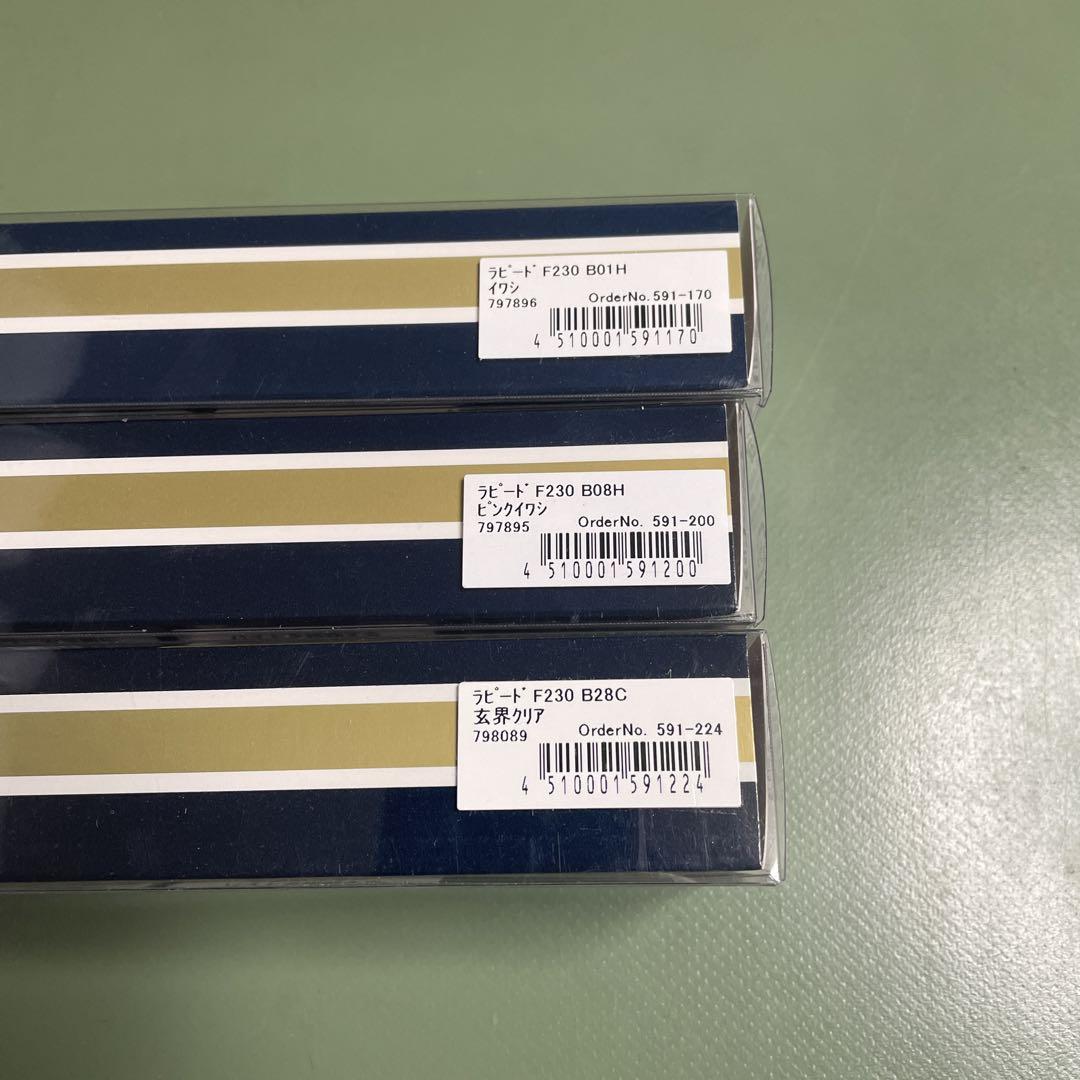 ﾗﾋﾟｰﾄﾞ F230 B01H
イワシ
797896 OrderNo. 591-170
4 510001 591170
ﾗﾋﾟｰﾄﾞ F230 B08H
ﾋﾟﾝｸｲﾜｼ
797895 OrderNo. 591-200
4 510001 591200
ﾗﾋﾟｰﾄﾞ F230 B28C
玄界ｸﾘｱ
798089 OrderNo. 591-224
4 510001 591224